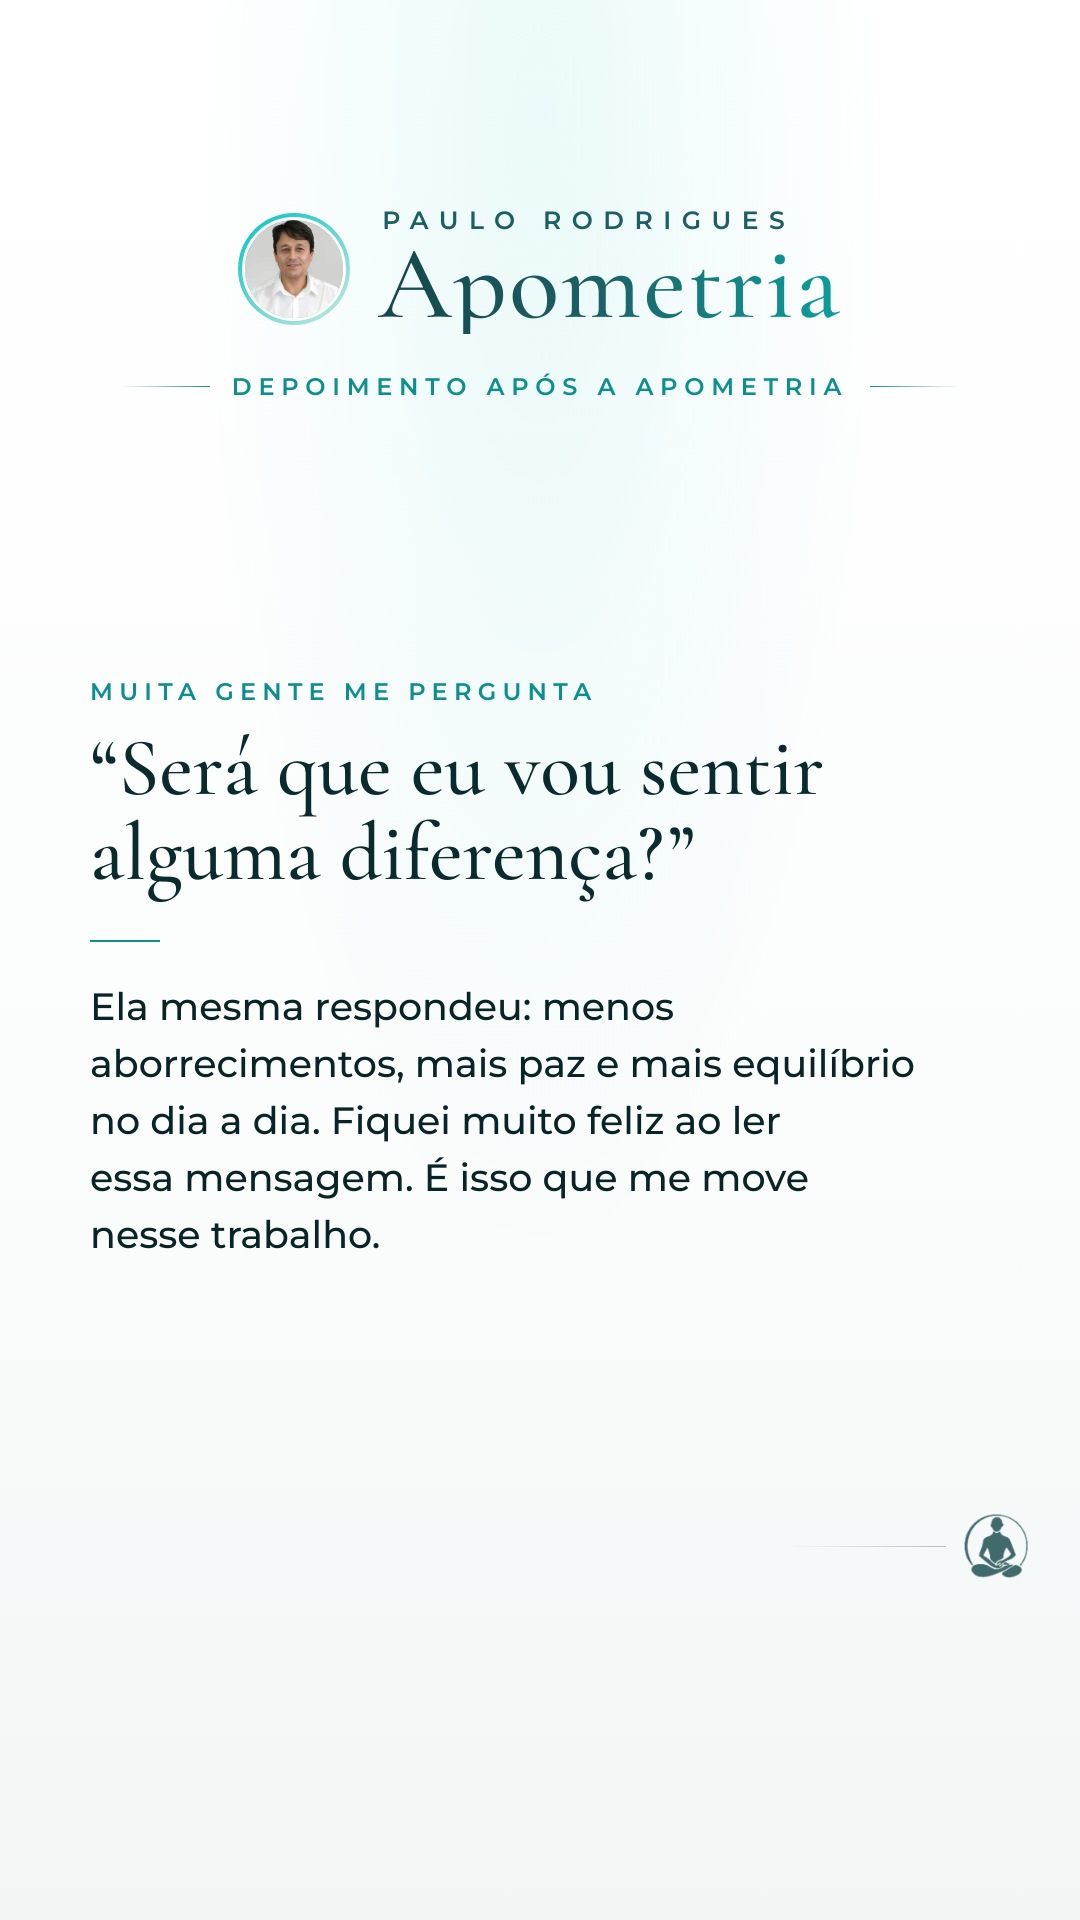 PAULO RODRIGUES
Apometria
DEPOIMENTO APÓS A APOMETRIA
MUITA GENTE ME PERGUNTA
“Será que eu vou sentir
alguma diferença?”
Ela mesma respondeu: menos
aborrecimentos, mais paz e mais equilíbrio
no dia a dia. Fiquei muito feliz ao ler
essa mensagem. É isso que me move
nesse trabalho.